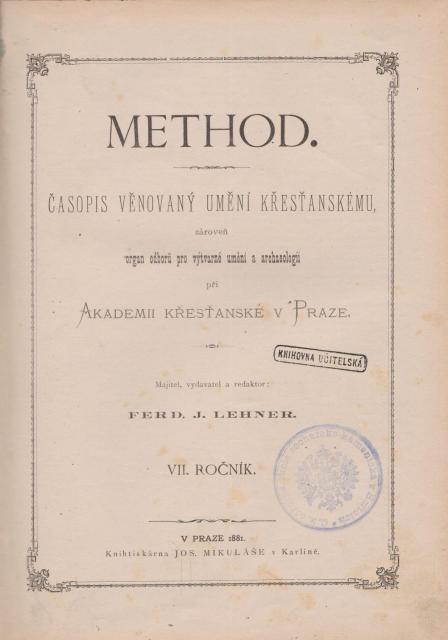 METHOD.
ČASOPIS VĚNOVANÝ UMĚNÍ KŘESŤANSKÉMU,
zároveň
organ odborů pro výtvarné umění a archaeologii
při
AKADEMII KŘESŤANSKÉ V PRAZE.
KNIHOVNA UČITELSKÁ
Majitel, vydavatel a redaktor:
FERD. J. LEHNER.
VII. ROČNÍK.
V PRAZE 1881.
Knihtiskárna JOS. MIKULÁŠE v Karlíně.